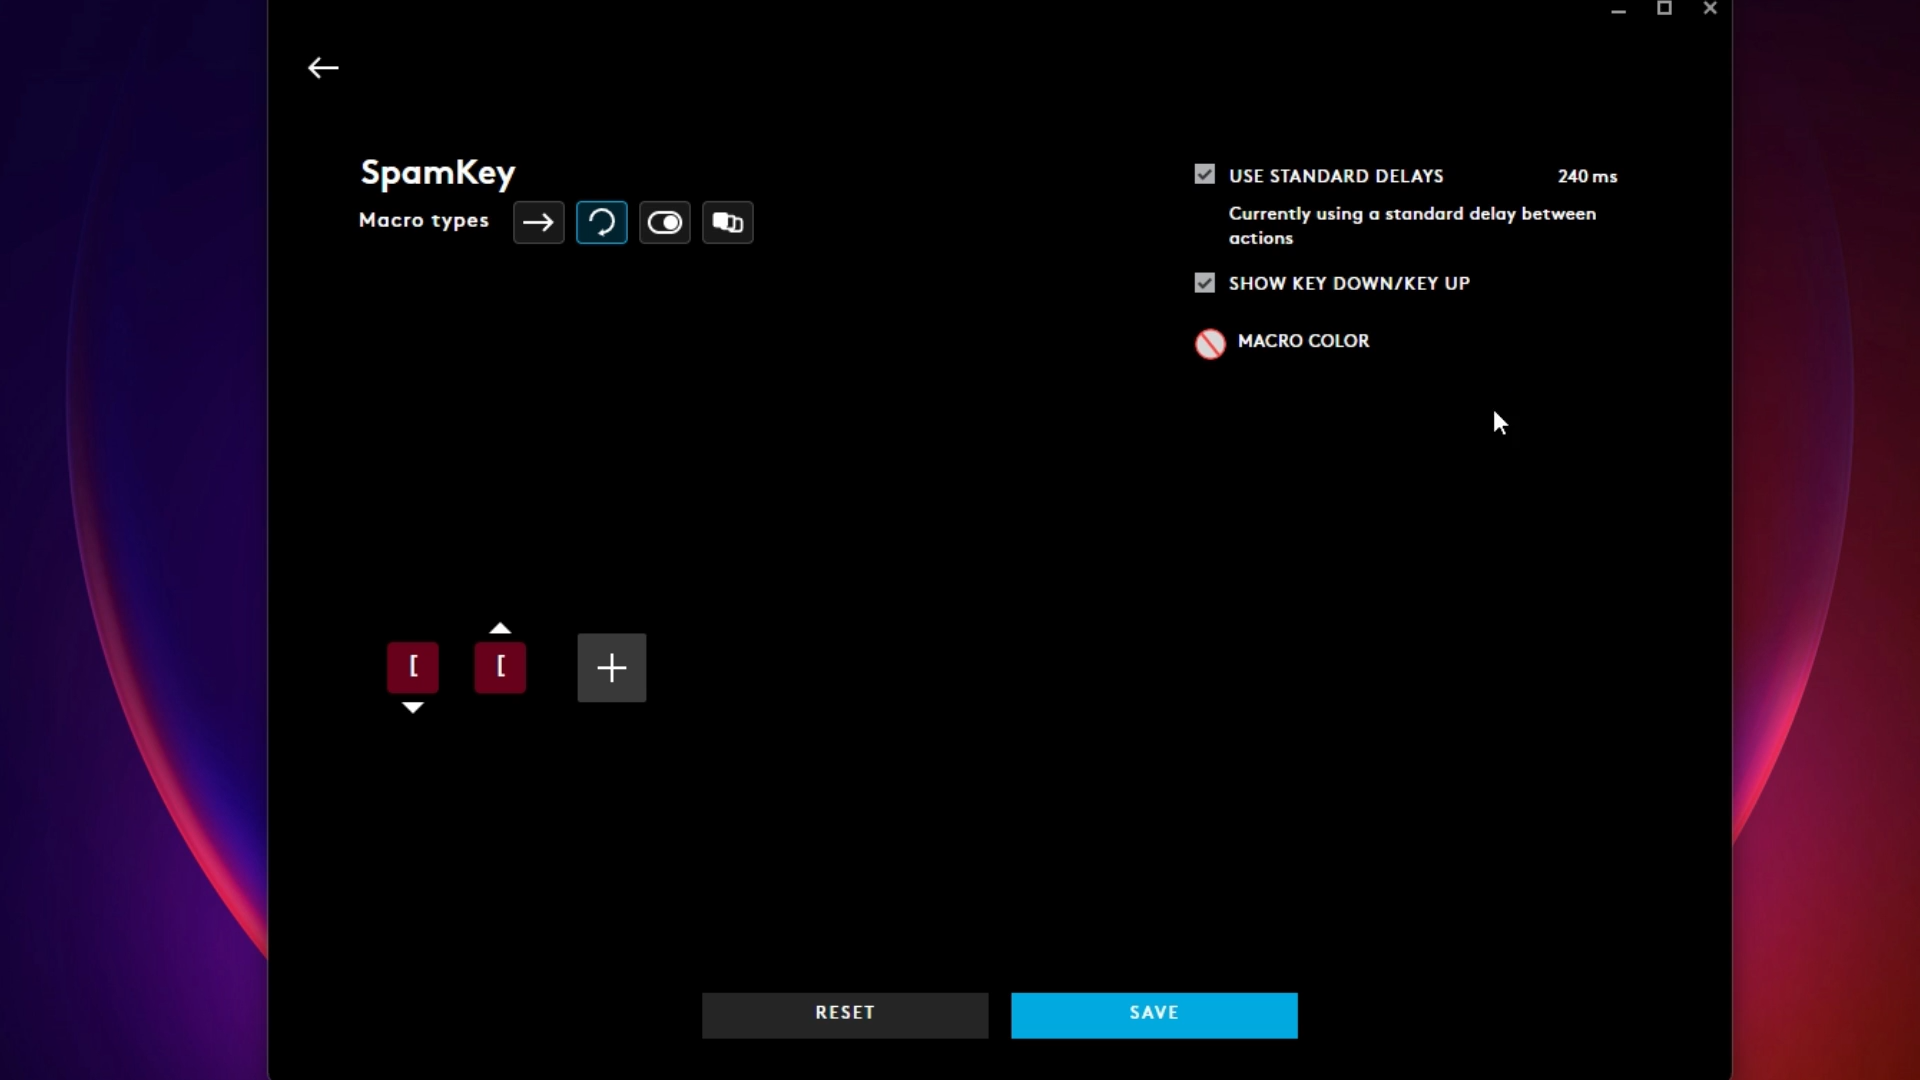 SpamKey
Macro types
USE STANDARD DELAYS 240 ms
Currently using a standard delay between
actions
SHOW KEY DOWN/KEY UP
MACRO COLOR
[ [
RESET SAVE